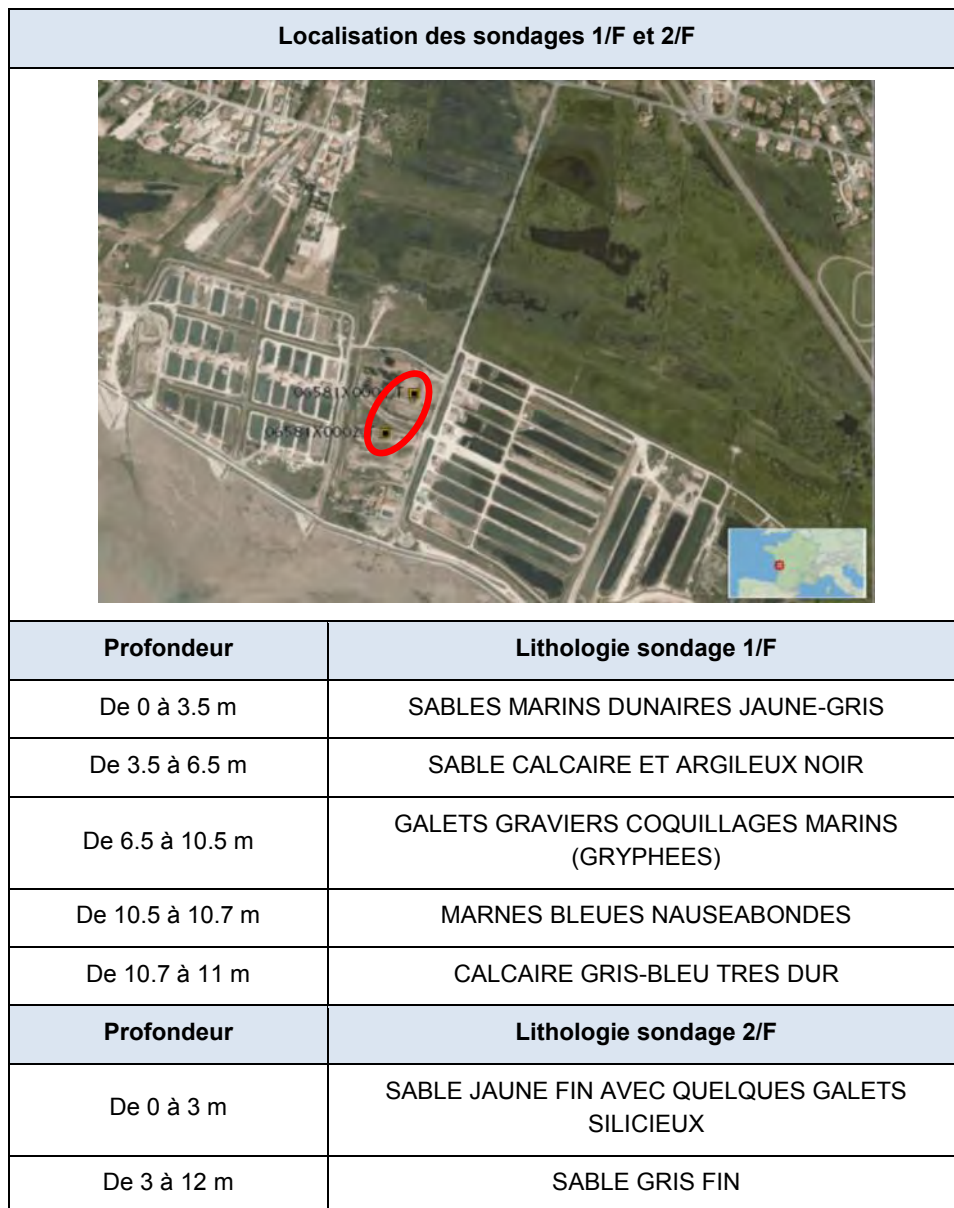 Localisation des sondages 1/F et 2/F
06581X0002
Profondeur Lithologie sondage 1/F
De 0 à 3.5 m SABLES MARINS DUNAIRES JAUNE-GRIS
De 3.5 à 6.5 m SABLE CALCAIRE ET ARGILEUX NOIR
De 6.5 à 10.5 m GALETS GRAVIERS COQUILLAGES MARINS
(GRYPHEES)
De 10.5 à 10.7 m MARNES BLEUES NAUSEABONDES
De 10.7 à 11 m CALCAIRE GRIS-BLEU TRES DUR
Profondeur Lithologie sondage 2/F
De 0 à 3 m SABLE JAUNE FIN AVEC QUELQUES GALETS
SILICIEUX
De 3 à 12 m SABLE GRIS FIN